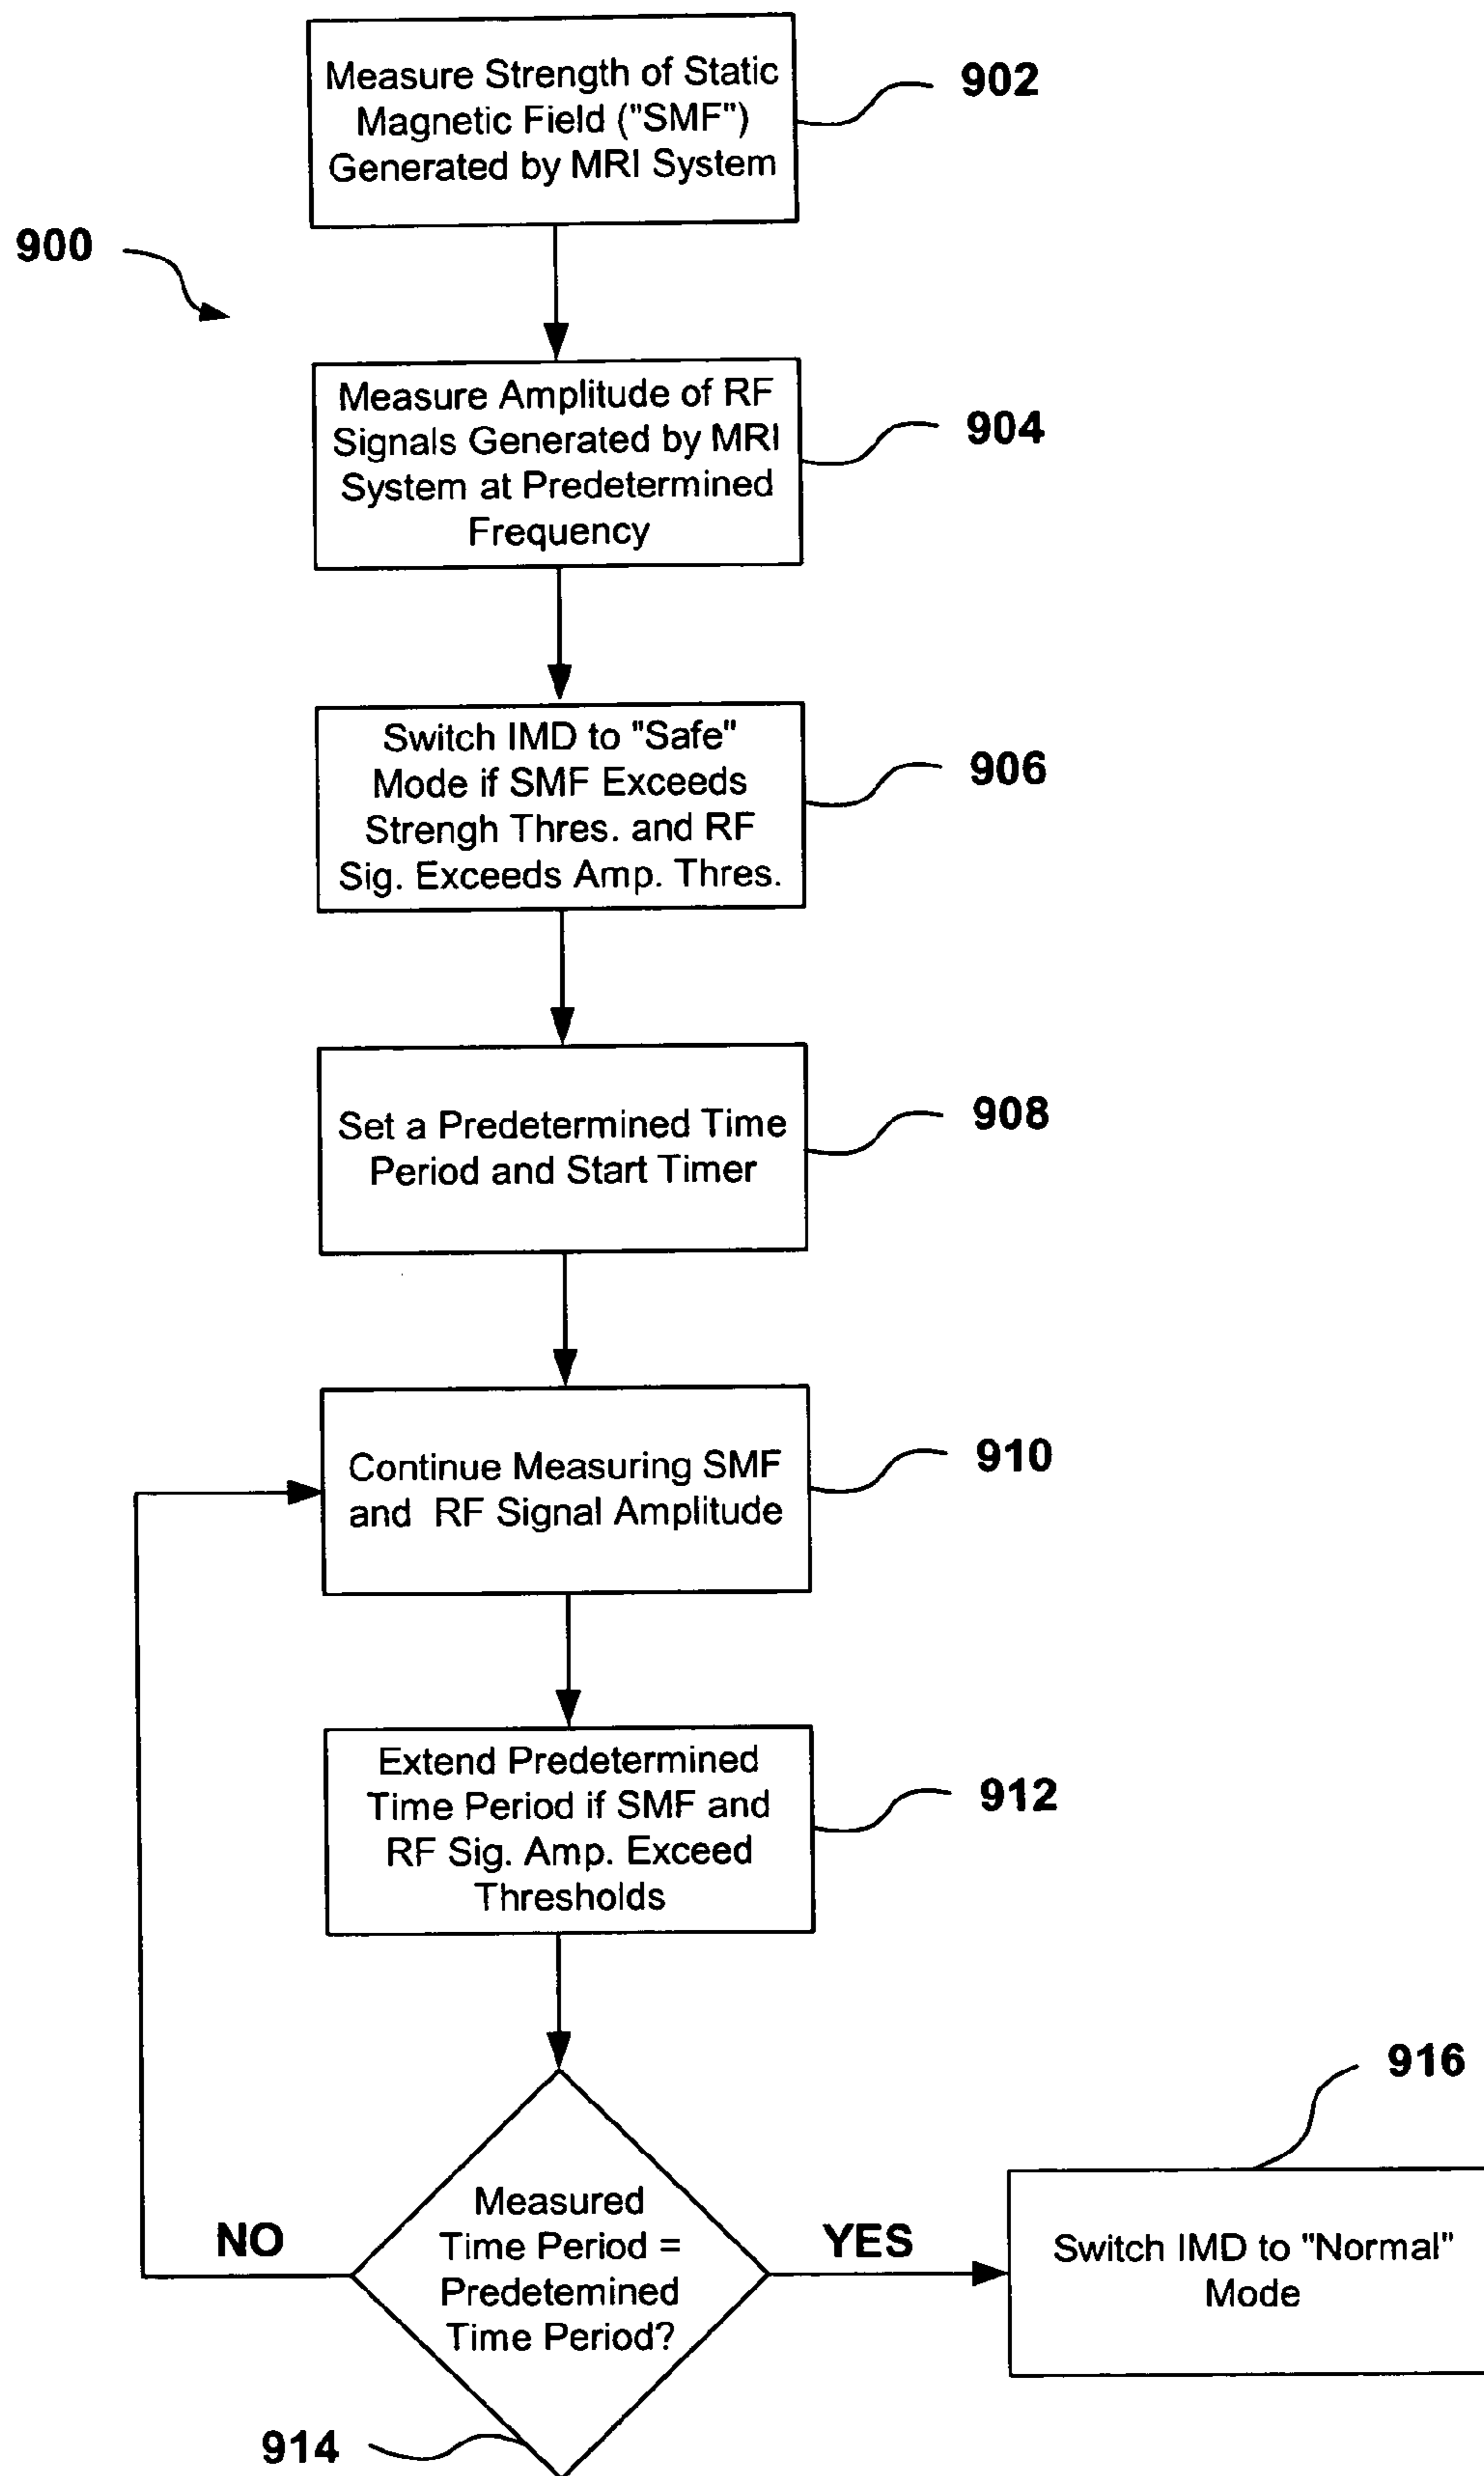 Measure Strength of Static
Magnetic Field ("SMF")
Generated by MRI System
902
900
Measure Amplitude of RF
Signals Generated by MRI
System at Predetermined
Frequency
904
Switch IMD to "Safe"
Mode if SMF Exceeds
Strengh Thres. and RF
Sig. Exceeds Amp. Thres.
906
Set a Predetermined Time
Period and Start Timer
908
Continue Measuring SMF
and RF Signal Amplitude
910
Extend Predetermined
Time Period if SMF and
RF Sig. Amp. Exceed
Thresholds
912
Measured
Time Period =
Predetemined
Time Period?
914
NO
YES
916
Switch IMD to "Normal"
Mode